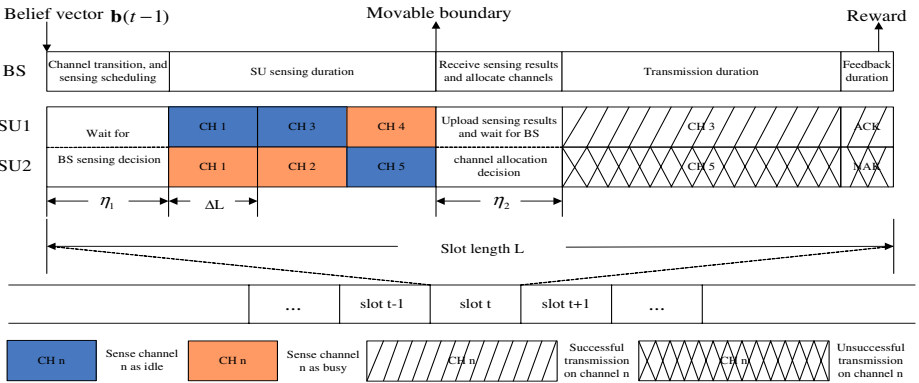 Belief vector b(t−1)
Movable boundary
Reward
BS
Channel transition, and
sensing scheduling
SU sensing duration
Receive sensing results
and allocate channels
Transmission duration
Feedback
duration
SU1
SU2
Wait for
BS sensing decision
CH 1
CH 3
CH 4
CH 1
CH 2
CH 5
Upload sensing results
and wait for BS
channel allocation
decision
CH 3
CH 5
ACK
NAK
η1
ΔL
η2
Slot length L
...
slot t-1
slot t
slot t+1
...
CH n
Sense channel
n as idle
CH n
Sense channel
n as busy
CH n
Successful
transmission
on channel n
CH n
Unsuccessful
transmission
on channel n